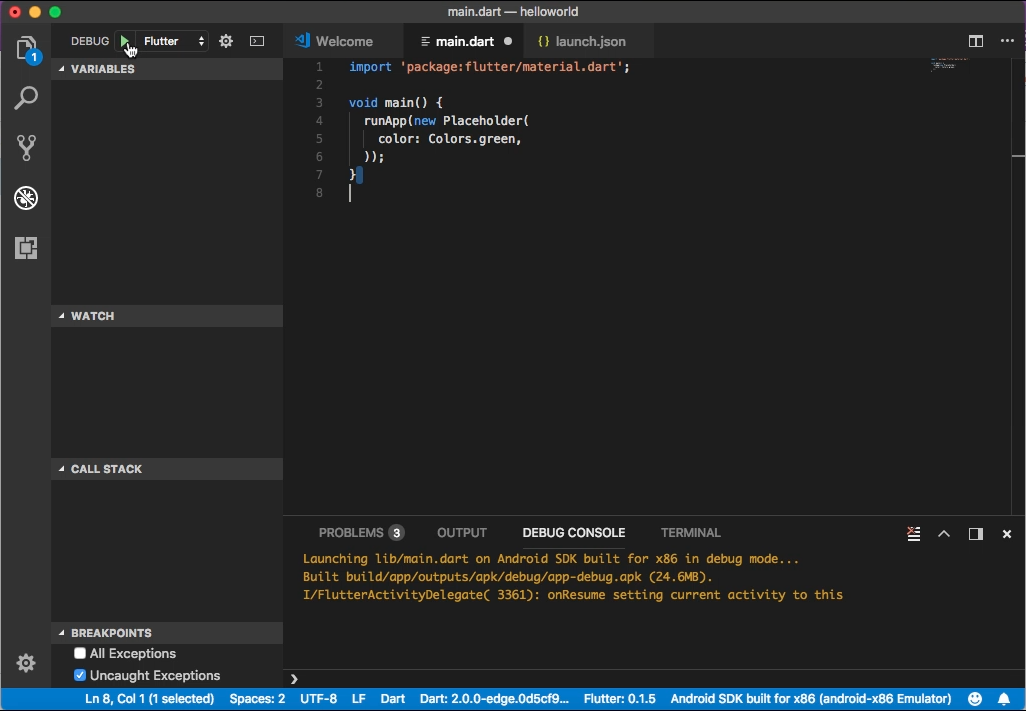 main.dart — helloworld
DEBUG Flutter
Welcome main.dart launch.json
1
VARIABLES
1 import 'package:flutter/material.dart';
2
3 void main() {
4 runApp(new Placeholder(
5 color: Colors.green,
6 ));
7 }
8
WATCH
CALL STACK
BREAKPOINTS
All Exceptions
Uncaught Exceptions
PROBLEMS 3 OUTPUT DEBUG CONSOLE TERMINAL
Launching lib/main.dart on Android SDK built for x86 in debug mode...
Built build/app/outputs/apk/debug/app-debug.apk (24.6MB).
I/FlutterActivityDelegate( 3361): onResume setting current activity to this
Ln 8, Col 1 (1 selected) Spaces: 2 UTF-8 LF Dart Dart: 2.0.0-edge.0d5cf9... Flutter: 0.1.5 Android SDK built for x86 (android-x86 Emulator)